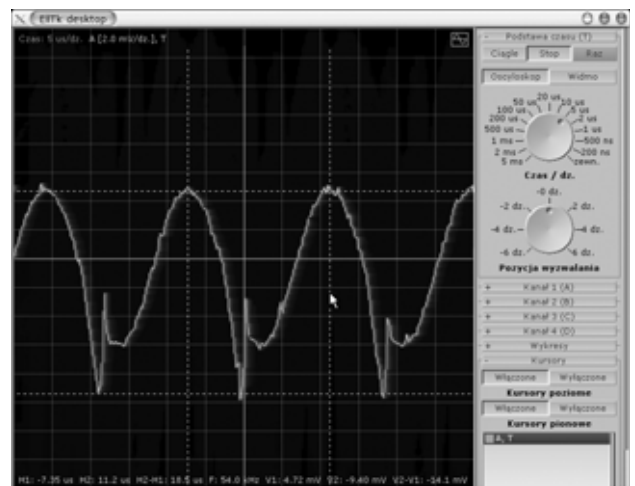 EllTk desktop
Czas: 5 us/dz. A [2.0 mV/dz.], T
Podstawa czasu (T)
Ciągle Stop Raz
Oscyloskop Widmo
50 us 20 us 10 us
100 us 5 us
200 us 2 us
500 us 1 us
1 ms 500 ns
2 ms 200 ns
5 ms zewn.
Czas / dz.
-0 dz.
-2 dz. 2 dz.
-4 dz. 4 dz.
-6 dz. 6 dz.
Pozycja wyzwalania
+ Kanał 1 (A)
+ Kanał 2 (B)
+ Kanał 3 (C)
+ Kanał 4 (D)
+ Wykresy
- Kursory
Włączone Wyłączone
Kursory poziome
Włączone Wyłączone
Kursory pionowe
A, T
M1: -7.35 us M2: 11.2 us M2-M1: 18.5 us F: 54.0 kHz V1: 4.72 mV V2: -9.40 mV V2-V1: -14.1 mV